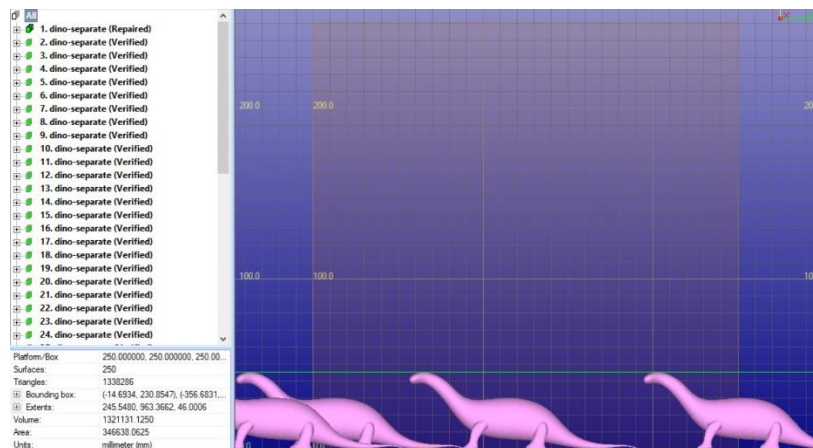 All
1. dino-separate (Repaired)
2. dino-separate (Verified)
3. dino-separate (Verified)
4. dino-separate (Verified)
5. dino-separate (Verified)
6. dino-separate (Verified)
7. dino-separate (Verified)
8. dino-separate (Verified)
9. dino-separate (Verified)
10. dino-separate (Verified)
11. dino-separate (Verified)
12. dino-separate (Verified)
13. dino-separate (Verified)
14. dino-separate (Verified)
15. dino-separate (Verified)
16. dino-separate (Verified)
17. dino-separate (Verified)
18. dino-separate (Verified)
19. dino-separate (Verified)
20. dino-separate (Verified)
21. dino-separate (Verified)
22. dino-separate (Verified)
23. dino-separate (Verified)
24. dino-separate (Verified)
Platform/Box 250.000000, 250.000000, 250.00...
Surfaces: 250
Triangles: 1338286
Bounding box: (-14.6934, 230.8547), (-356.6831,...
Extents: 245.5480, 963.3662, 46.0006
Volume: 1321131.1250
Area: 346638.0625
Units: millimeter (mm)
200.0 200.0 20
100.0 100.0 10